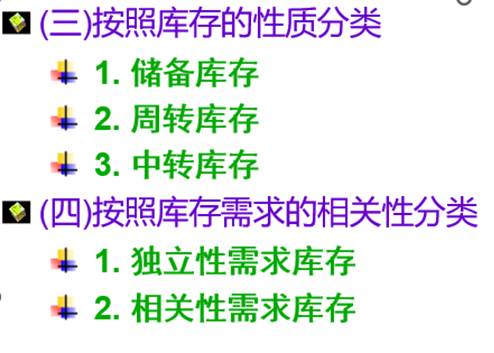 (三)按照库存的性质分类
1. 储备库存
2. 周转库存
3. 中转库存
(四)按照库存需求的相关性分类
1. 独立性需求库存
2. 相关性需求库存